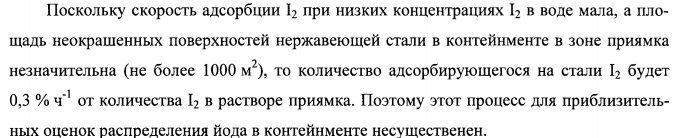 Поскольку скорость адсорбции I₂ при низких концентрациях I₂ в воде мала, а пло-
щадь неокрашенных поверхностей нержавеющей стали в контейнменте в зоне приямка
незначительна (не более 1000 м²), то количество адсорбирующегося на стали I₂ будет
0,3 % ч⁻¹ от количества I₂ в растворе приямка. Поэтому этот процесс для приблизитель-
ных оценок распределения йода в контейнменте несущественен.